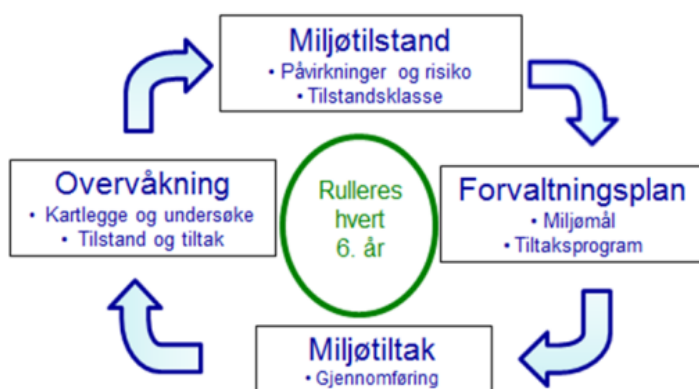 Miljøtilstand
• Påvirkninger og risiko
• Tilstandsklasse
Overvåkning
• Kartlegge og undersøke
• Tilstand og tiltak
Rulleres
hvert
6. år
Forvaltningsplan
• Miljømål
• Tiltaksprogram
Miljøtiltak
• Gjennomføring